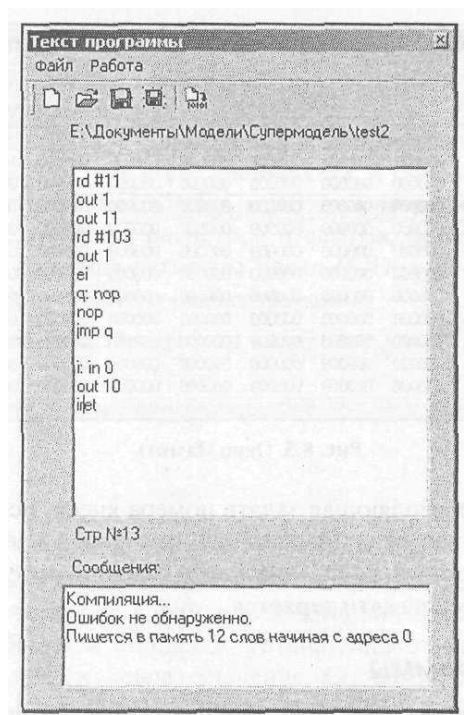 Текст программы
Файл Работа
E:\Документы\Модели\Супермодель\test2
rd #11
out 1
out 11
rd #103
out 1
ei
q: nop
nop
jmp q
i: in 0
out 10
iret
Стр №13
Сообщения:
Компиляция...
Ошибок не обнаруженно.
Пишется в память 12 слов начиная с адреса 0